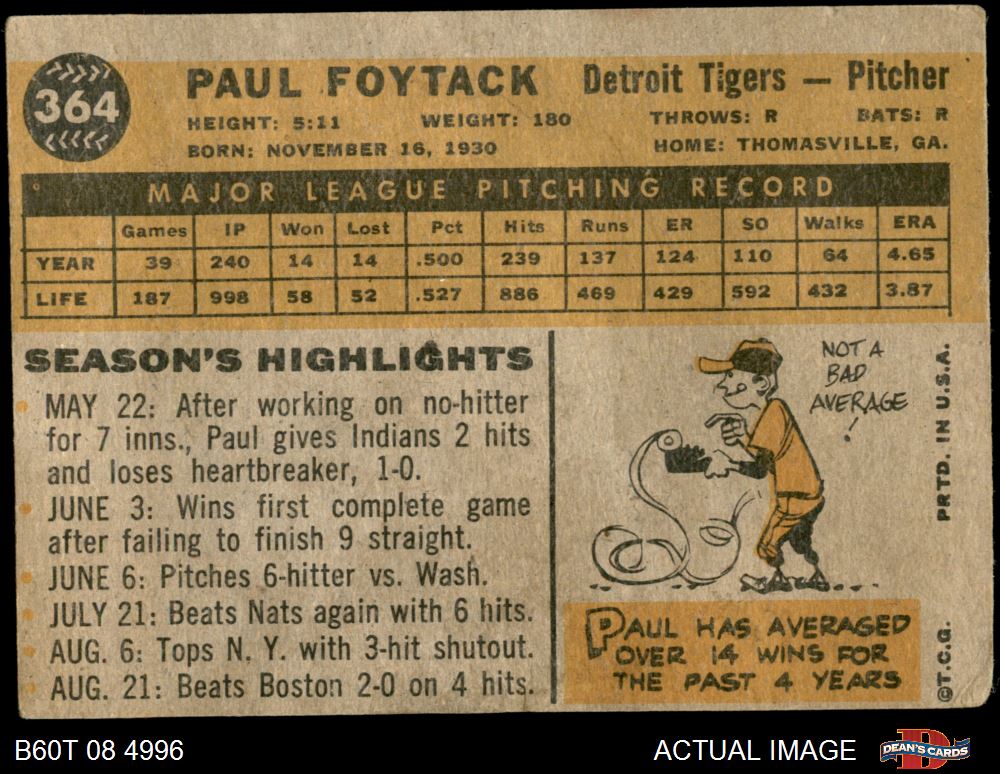 364
PAUL FOYTACK Detroit Tigers — Pitcher
HEIGHT: 5:11 WEIGHT: 180 THROWS: R BATS: R
BORN: NOVEMBER 16, 1930 HOME: THOMASVILLE, GA.
MAJOR LEAGUE PITCHING RECORD
Games IP Won Lost Pct Hits Runs ER SO Walks ERA
YEAR 39 240 14 14 .500 239 137 124 110 64 4.65
LIFE 187 998 58 52 .527 886 469 429 592 432 3.87
SEASON'S HIGHLIGHTS
MAY 22: After working on no-hitter
for 7 inns., Paul gives Indians 2 hits
and loses heartbreaker, 1-0.
JUNE 3: Wins first complete game
after failing to finish 9 straight.
JUNE 6: Pitches 6-hitter vs. Wash.
JULY 21: Beats Nats again with 6 hits.
AUG. 6: Tops N. Y. with 3-hit shutout.
AUG. 21: Beats Boston 2-0 on 4 hits.
NOT A
BAD
AVERAGE
!
PAUL HAS AVERAGED
OVER 14 WINS FOR
THE PAST 4 YEARS
©T.C.G. PRTD. IN U.S.A.
B60T 08 4996 ACTUAL IMAGE DEAN'S CARDS